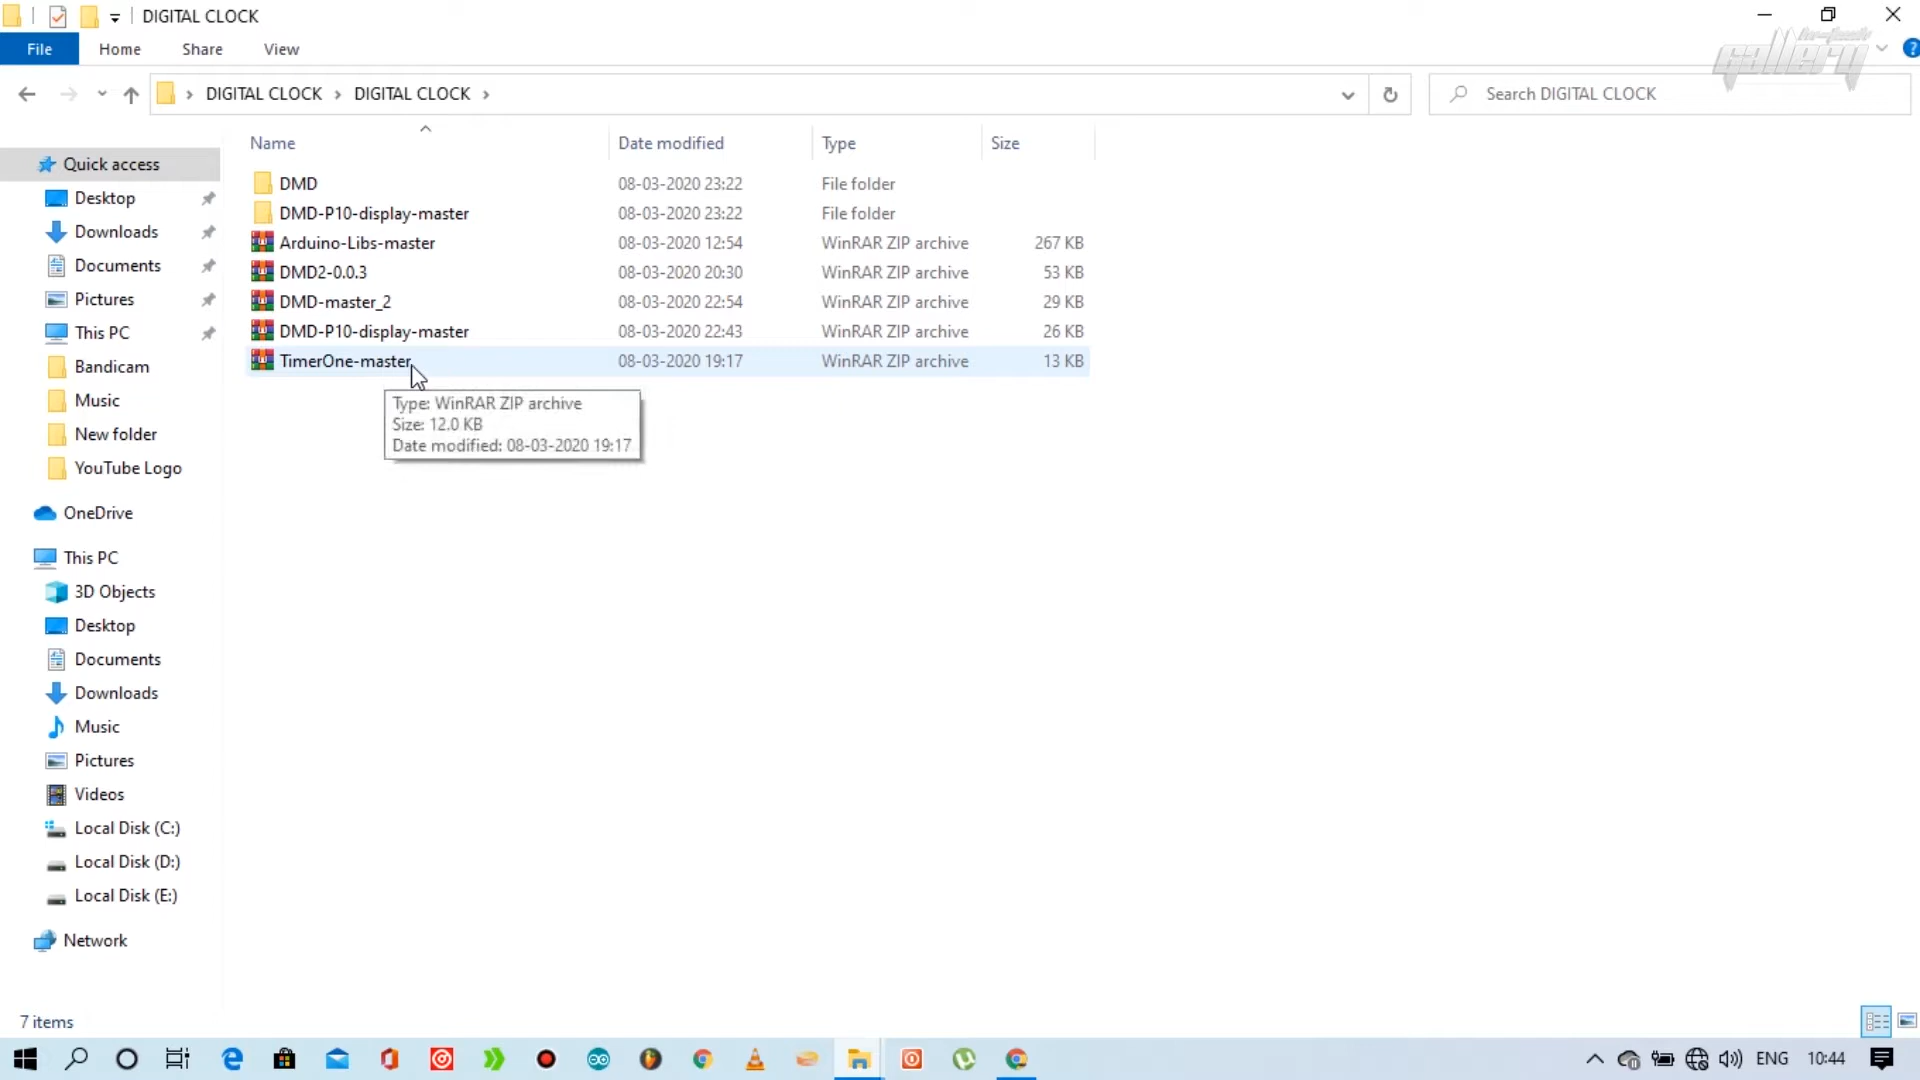 DIGITAL CLOCK
File Home Share View
gallery
DIGITAL CLOCK DIGITAL CLOCK
Search DIGITAL CLOCK
Name Date modified Type Size
Quick access
Desktop
Downloads
Documents
Pictures
This PC
Bandicam
Music
New folder
YouTube Logo
OneDrive
This PC
3D Objects
Desktop
Documents
Downloads
Music
Pictures
Videos
Local Disk (C:)
Local Disk (D:)
Local Disk (E:)
Network
DMD 08-03-2020 23:22 File folder
DMD-P10-display-master 08-03-2020 23:22 File folder
Arduino-Libs-master 08-03-2020 12:54 WinRAR ZIP archive 267 KB
DMD2-0.0.3 08-03-2020 20:30 WinRAR ZIP archive 53 KB
DMD-master_2 08-03-2020 22:54 WinRAR ZIP archive 29 KB
DMD-P10-display-master 08-03-2020 22:43 WinRAR ZIP archive 26 KB
TimerOne-master 08-03-2020 19:17 WinRAR ZIP archive 13 KB
Type: WinRAR ZIP archive
Size: 12.0 KB
Date modified: 08-03-2020 19:17
7 items
ENG 10:44